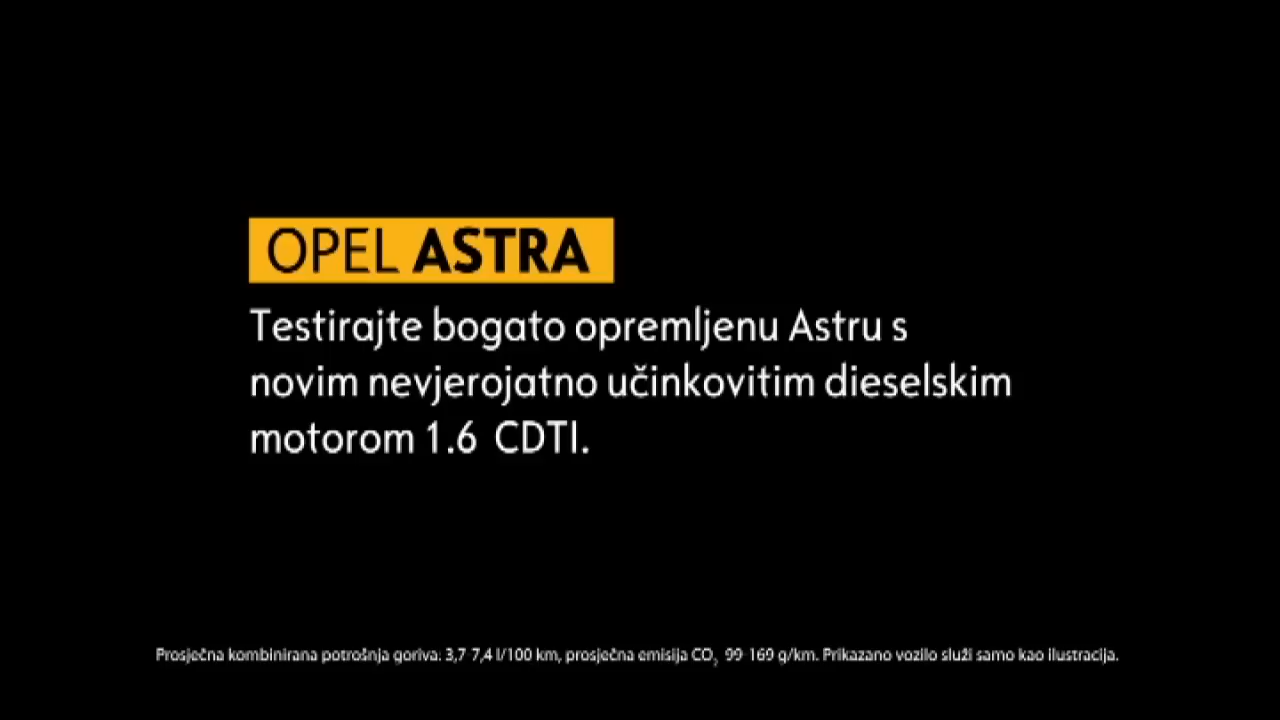 OPEL ASTRA
Testirajte bogato opremljenu Astru s
novim nevjerojatno učinkovitim dieselskim
motorom 1.6 CDTI.
Prosječna kombinirana potrošnja goriva: 3,7 7,4 l/100 km, prosječna emisija CO₂ 99 169 g/km. Prikazano vozilo služi samo kao ilustracija.